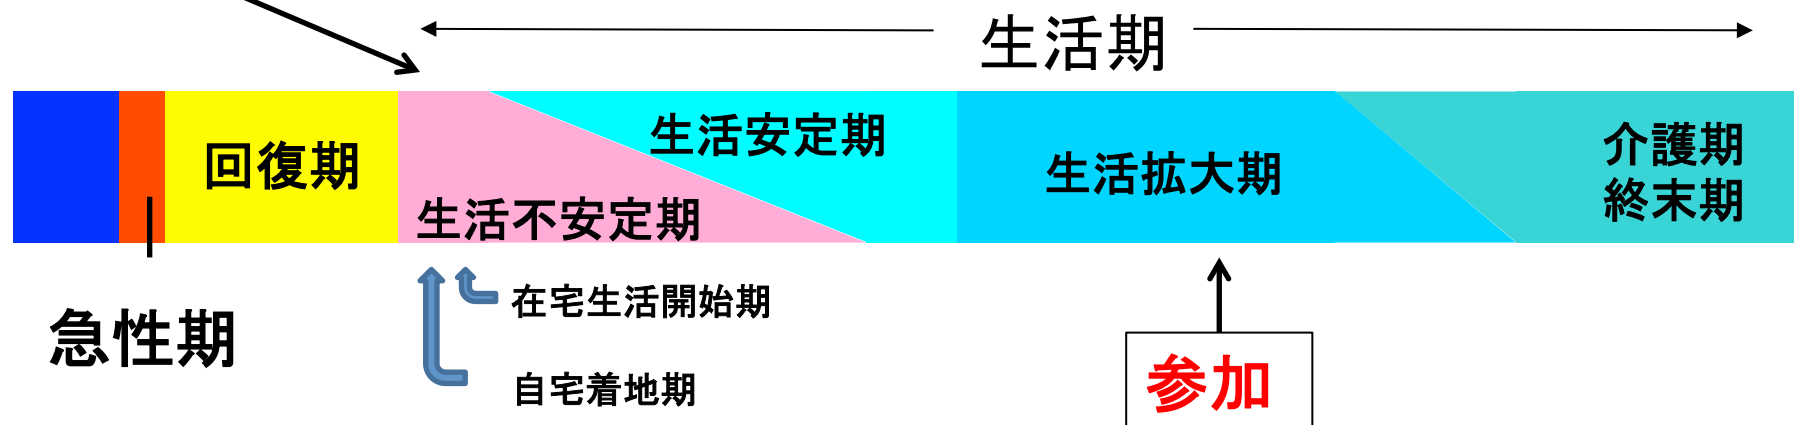 生活期
生活安定期
回復期
生活拡大期
介護期
終末期
生活不安定期
在宅生活開始期
急性期
自宅着地期
参加